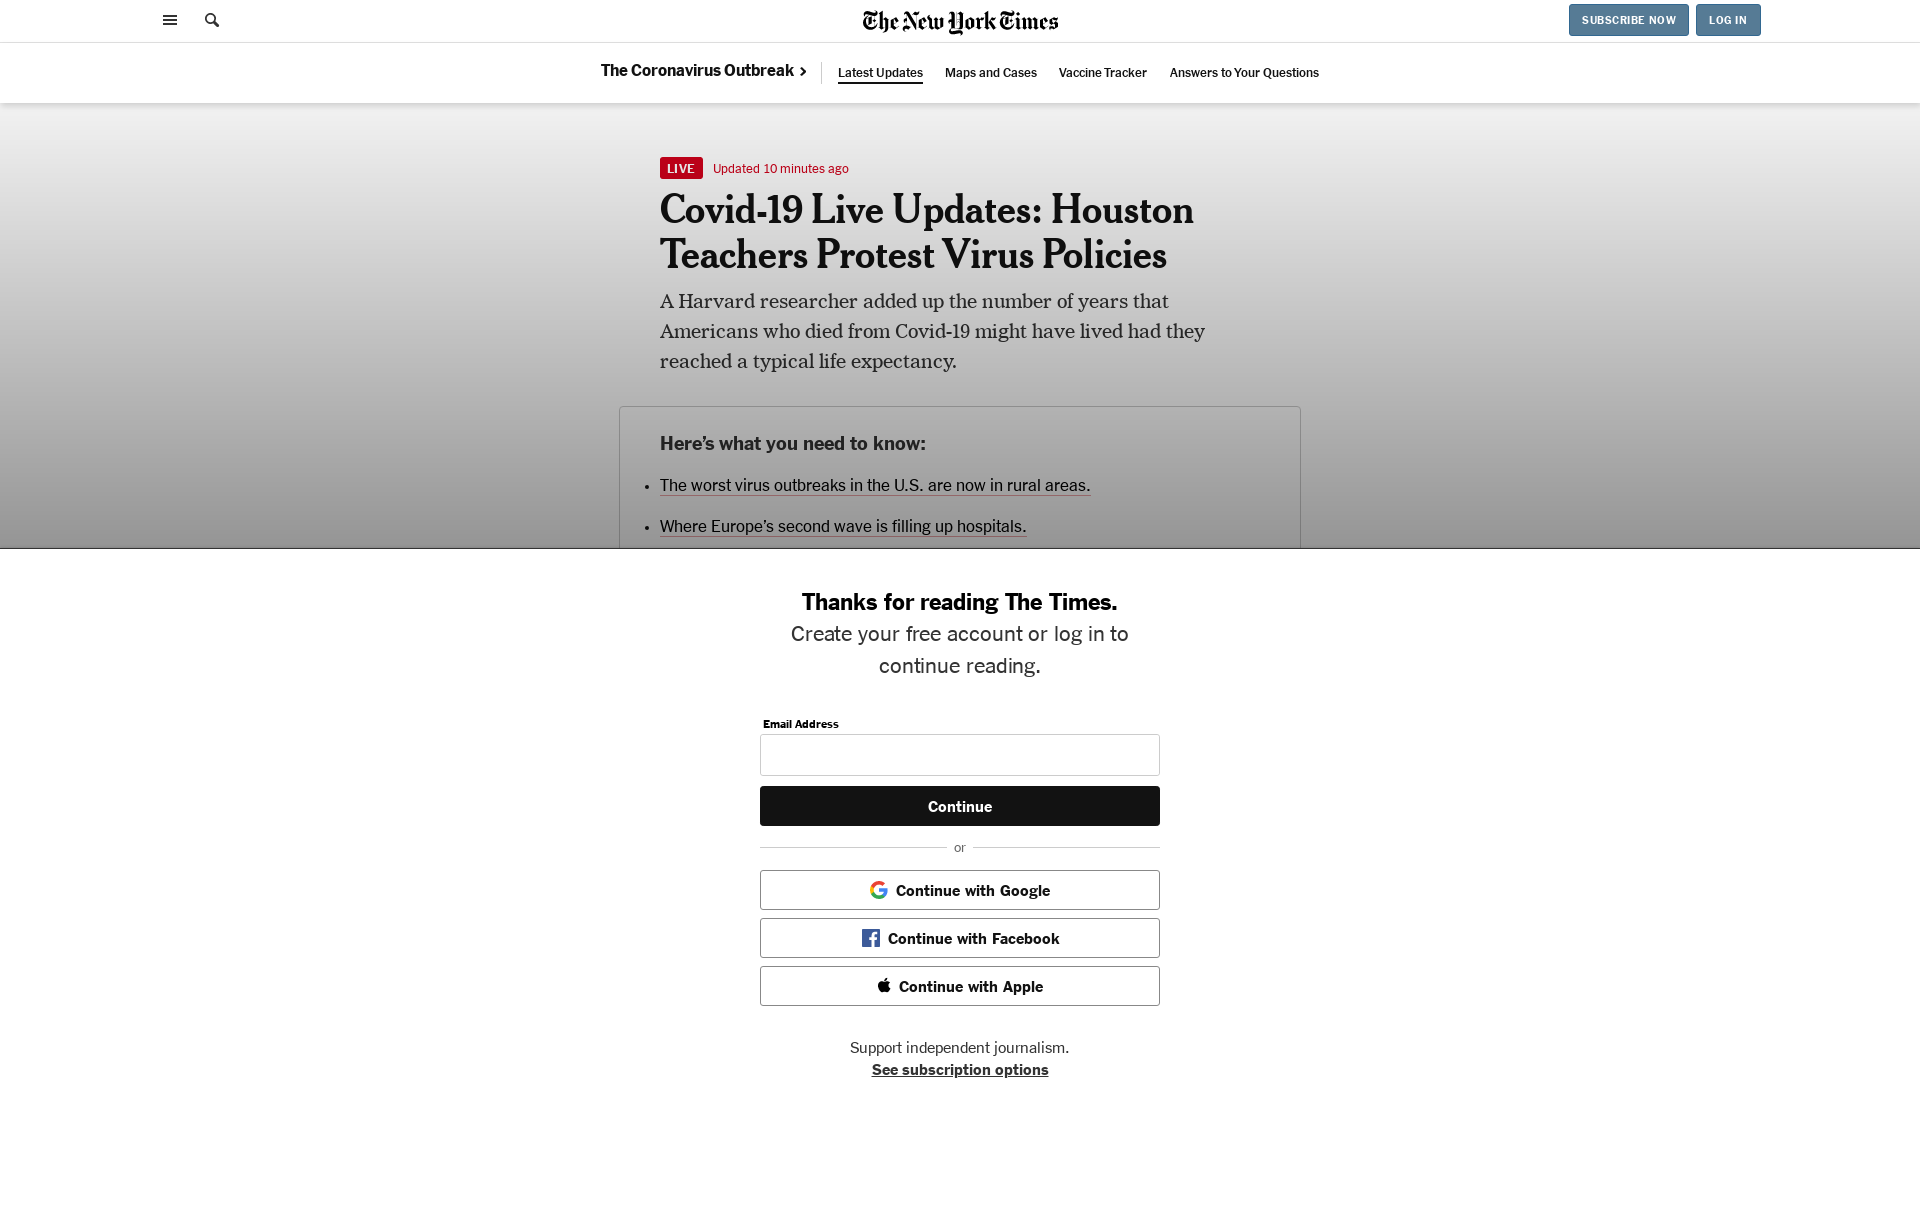 The New York Times
SUBSCRIBE NOW
LOG IN
The Coronavirus Outbreak
Latest Updates
Maps and Cases
Vaccine Tracker
Answers to Your Questions
LIVE
Updated 10 minutes ago
Covid-19 Live Updates: Houston
Teachers Protest Virus Policies
A Harvard researcher added up the number of years that
Americans who died from Covid-19 might have lived had they
reached a typical life expectancy.
Here’s what you need to know:
The worst virus outbreaks in the U.S. are now in rural areas.
Where Europe’s second wave is filling up hospitals.
Thanks for reading The Times.
Create your free account or log in to
continue reading.
Email Address
Continue
or
Continue with Google
Continue with Facebook
Continue with Apple
Support independent journalism.
See subscription options